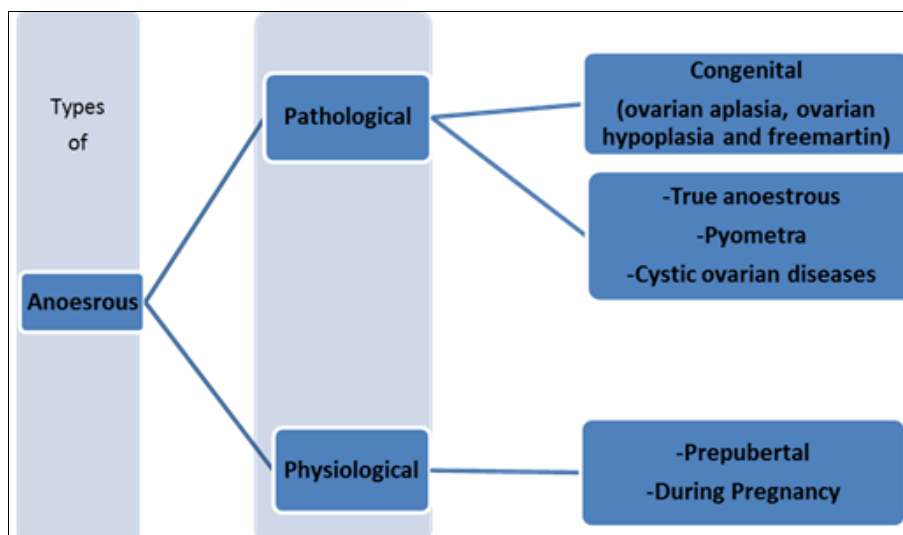 Types
of
Anoesrous
Pathological
Physiological
Congenital
(ovarian aplasia, ovarian
hypoplasia and freemartin)
-True anoestrous
-Pyometra
-Cystic ovarian diseases
-Prepubertal
-During Pregnancy